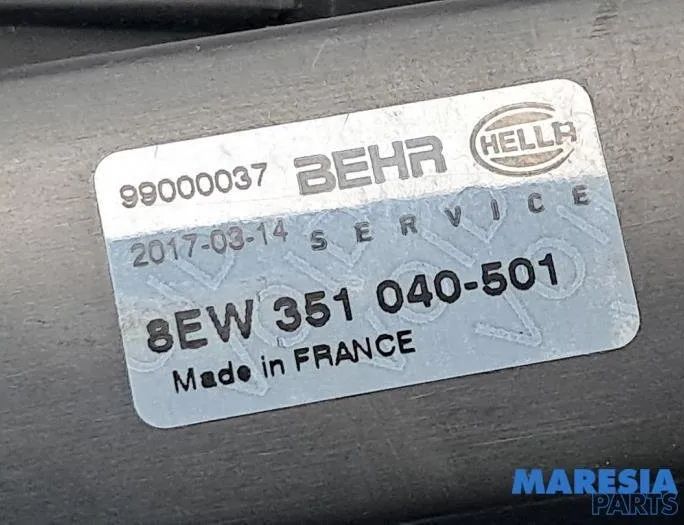 99000037 BEHR HELLA
2017-03-14 SERVICE
8EW 351 040-501
Made in FRANCE
MARESIA
PARTS